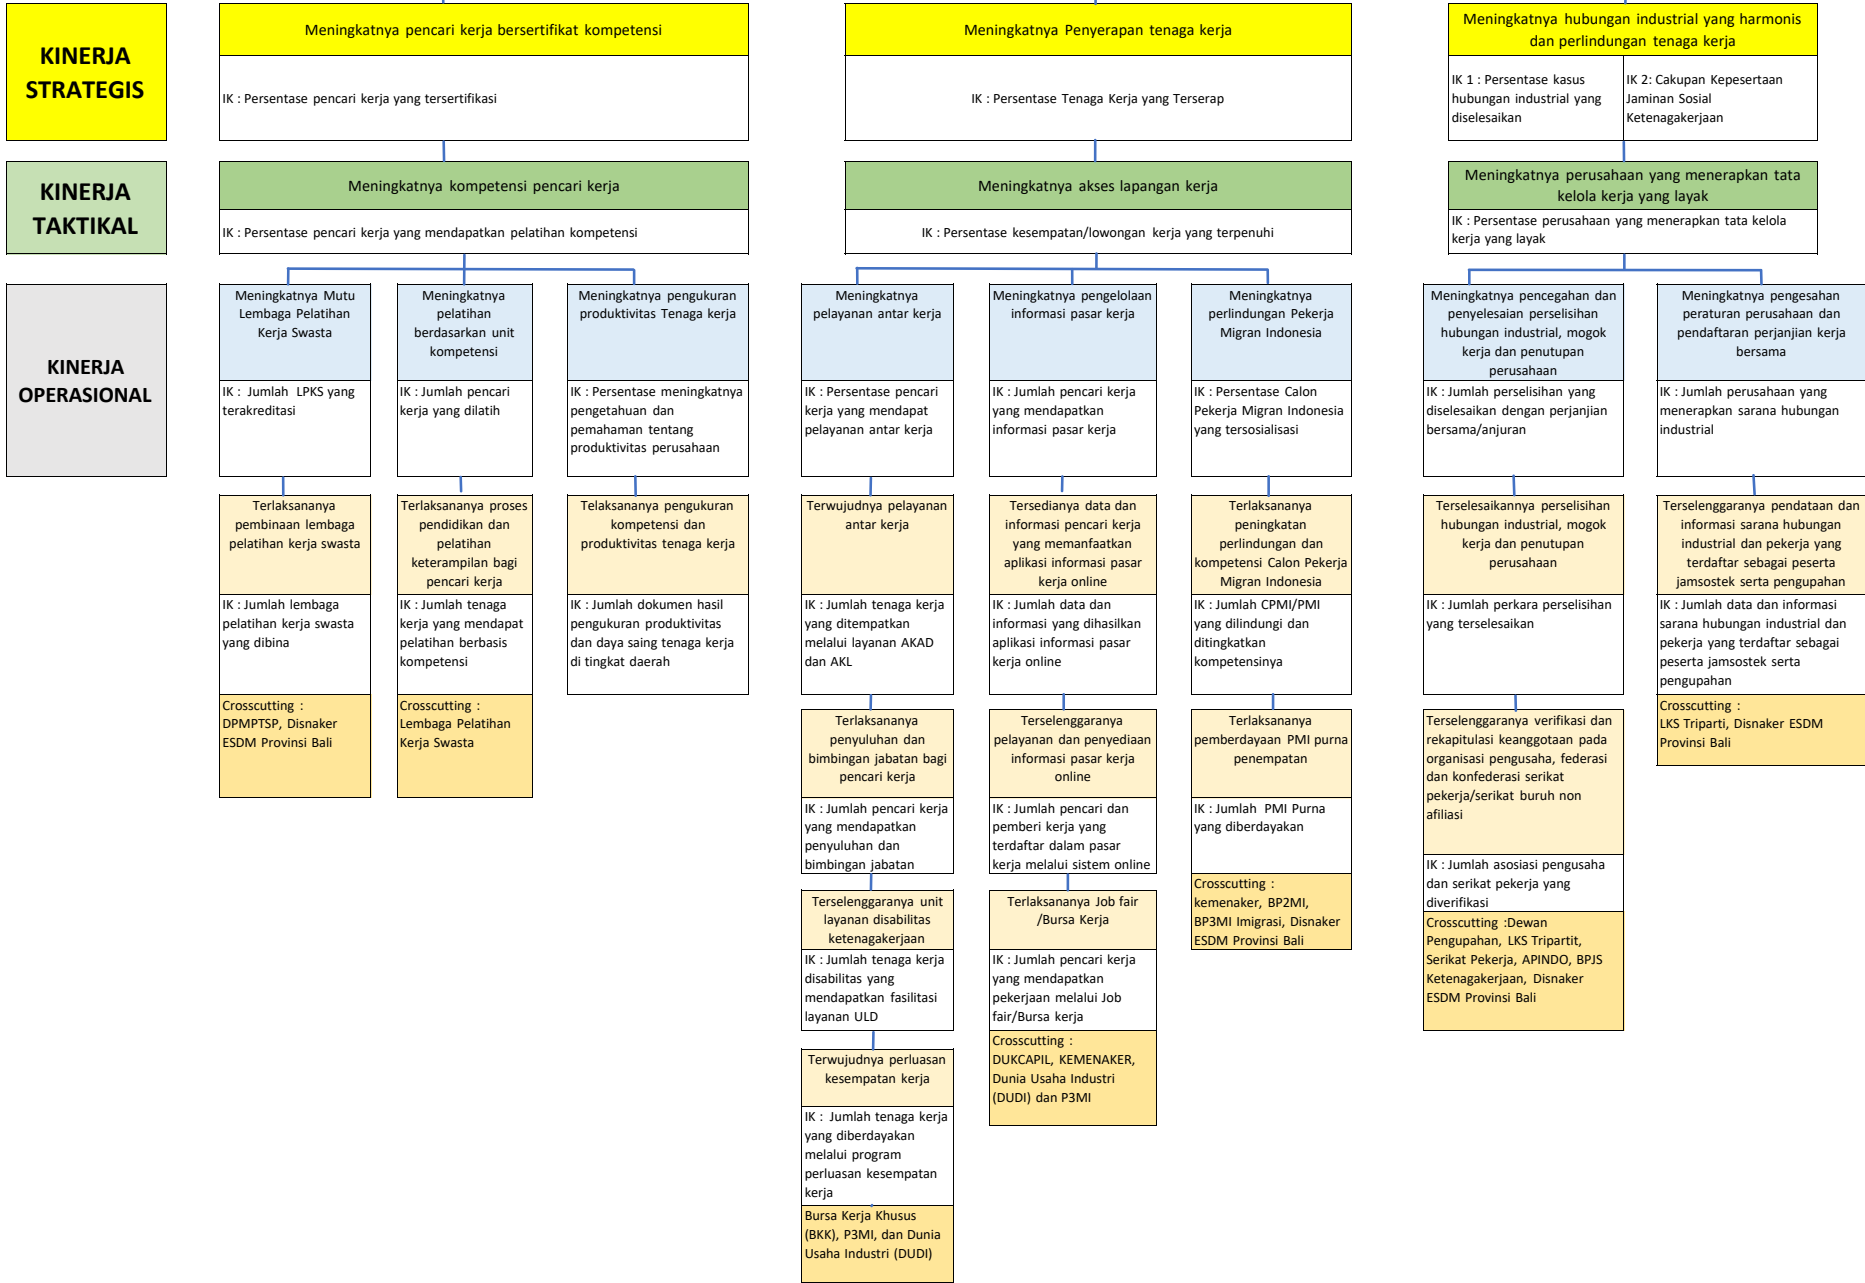 KINERJA
STRATEGIS
Meningkatnya pencari kerja bersertifikat kompetensi
IK : Persentase pencari kerja yang tersertifikasi
Meningkatnya Penyerapan tenaga kerja
IK : Persentase Tenaga Kerja yang Terserap
Meningkatnya hubungan industrial yang harmonis
dan perlindungan tenaga kerja
IK 1 : Persentase kasus
hubungan industrial yang
diselesaikan
IK 2: Cakupan Kepesertaan
Jaminan Sosial
Ketenagakerjaan
KINERJA
TAKTIKAL
Meningkatnya kompetensi pencari kerja
IK : Persentase pencari kerja yang mendapatkan pelatihan kompetensi
Meningkatnya akses lapangan kerja
IK : Persentase kesempatan/lowongan kerja yang terpenuhi
Meningkatnya perusahaan yang menerapkan tata
kelola kerja yang layak
IK : Persentase perusahaan yang menerapkan tata kelola
kerja yang layak
KINERJA
OPERASIONAL
Meningkatnya Mutu
Lembaga Pelatihan
Kerja Swasta
IK : Jumlah LPKS yang
terakreditasi
Terlaksananya
pembinaan lembaga
pelatihan kerja swasta
IK : Jumlah lembaga
pelatihan kerja swasta
yang dibina
Crosscutting :
DPMPTSP, Disnaker
ESDM Provinsi Bali
Meningkatnya
pelatihan
berdasarkan unit
kompetensi
IK : Jumlah pencari
kerja yang dilatih
Terlaksananya proses
pendidikan dan
pelatihan
keterampilan bagi
pencari kerja
IK : Jumlah tenaga
kerja yang mendapat
pelatihan berbasis
kompetensi
Crosscutting :
Lembaga Pelatihan
Kerja Swasta
Meningkatnya pengukuran
produktivitas Tenaga kerja
IK : Persentase meningkatnya
pengetahuan dan
pemahaman tentang
produktivitas perusahaan
Telaksananya pengukuran
kompetensi dan
produktivitas tenaga kerja
IK : Jumlah dokumen hasil
pengukuran produktivitas
dan daya saing tenaga kerja
di tingkat daerah
Meningkatnya
pelayanan antar kerja
IK : Persentase pencari
kerja yang mendapat
pelayanan antar kerja
Terwujudnya pelayanan
antar kerja
IK : Jumlah tenaga kerja
yang ditempatkan
melalui layanan AKAD
dan AKL
Terlaksananya
penyuluhan dan
bimbingan jabatan bagi
pencari kerja
IK : Jumlah pencari kerja
yang mendapatkan
penyuluhan dan
bimbingan jabatan
Terselenggaranya unit
layanan disabilitas
ketenagakerjaan
IK : Jumlah tenaga kerja
disabilitas yang
mendapatkan fasilitasi
layanan ULD
Terwujudnya perluasan
kesempatan kerja
IK : Jumlah tenaga kerja
yang diberdayakan
melalui program
perluasan kesempatan
kerja
Bursa Kerja Khusus
(BKK), P3MI, dan Dunia
Usaha Industri (DUDI)
Meningkatnya pengelolaan
informasi pasar kerja
IK : Jumlah pencari kerja
yang mendapatkan
informasi pasar kerja
Tersedianya data dan
informasi pencari kerja
yang memanfaatkan
aplikasi informasi pasar
kerja online
IK : Jumlah data dan
informasi yang dihasilkan
aplikasi informasi pasar
kerja online
Terselenggaranya
pelayanan dan penyediaan
informasi pasar kerja
online
IK : Jumlah pencari dan
pemberi kerja yang
terdaftar dalam pasar
kerja melalui sistem online
Terlaksananya Job fair
/Bursa Kerja
IK : Jumlah pencari kerja
yang mendapatkan
pekerjaan melalui Job
fair/Bursa kerja
Crosscutting :
DUKCAPIL, KEMENAKER,
Dunia Usaha Industri
(DUDI) dan P3MI
Meningkatnya
perlindungan Pekerja
Migran Indonesia
IK : Persentase Calon
Pekerja Migran Indonesia
yang tersosialisasi
Terlaksananya
peningkatan
perlindungan dan
kompetensi Calon Pekerja
Migran Indonesia
IK : Jumlah CPMI/PMI
yang dilindungi dan
ditingkatkan
kompetensinya
Terlaksananya
pemberdayaan PMI purna
penempatan
IK : Jumlah PMI Purna
yang diberdayakan
Crosscutting :
kemenaker, BP2MI,
BP3MI Imigrasi, Disnaker
ESDM Provinsi Bali
Meningkatnya pencegahan dan
penyelesaian perselisihan
hubungan industrial, mogok
kerja dan penutupan
perusahaan
IK : Jumlah perselisihan yang
diselesaikan dengan perjanjian
bersama/anjuran
Terselesaikannya perselisihan
hubungan industrial, mogok
kerja dan penutupan
perusahaan
IK : Jumlah perkara perselisihan
yang terselesaikan
Terselenggaranya verifikasi dan
rekapitulasi keanggotaan pada
organisasi pengusaha, federasi
dan konfederasi serikat
pekerja/serikat buruh non
afiliasi
IK : Jumlah asosiasi pengusaha
dan serikat pekerja yang
diverifikasi
Crosscutting :Dewan
Pengupahan, LKS Tripartit,
Serikat Pekerja, APINDO, BPJS
Ketenagakerjaan, Disnaker
ESDM Provinsi Bali
Meningkatnya pengesahan
peraturan perusahaan dan
pendaftaran perjanjian kerja
bersama
IK : Jumlah perusahaan yang
menerapkan sarana hubungan
industrial
Terselenggaranya pendataan dan
informasi sarana hubungan
industrial dan pekerja yang
terdaftar sebagai peserta
jamsostek serta pengupahan
IK : Jumlah data dan informasi
sarana hubungan industrial dan
pekerja yang terdaftar sebagai
peserta jamsostek serta
pengupahan
Crosscutting :
LKS Triparti, Disnaker ESDM
Provinsi Bali